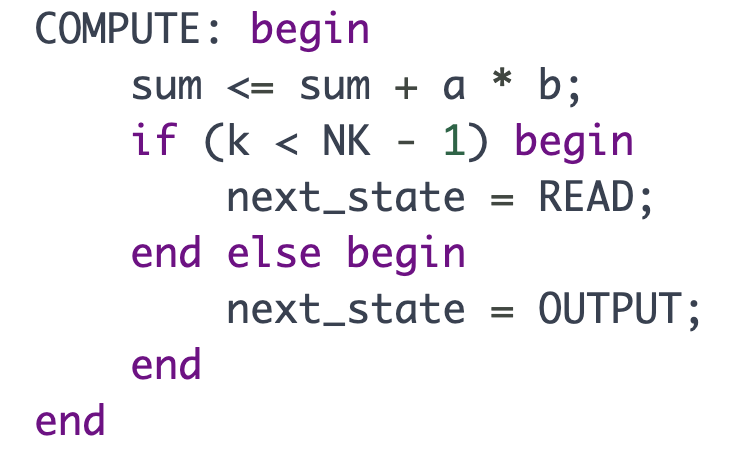 COMPUTE: begin
    sum <= sum + a * b;
    if (k < NK - 1) begin
        next_state = READ;
    end else begin
        next_state = OUTPUT;
    end
end